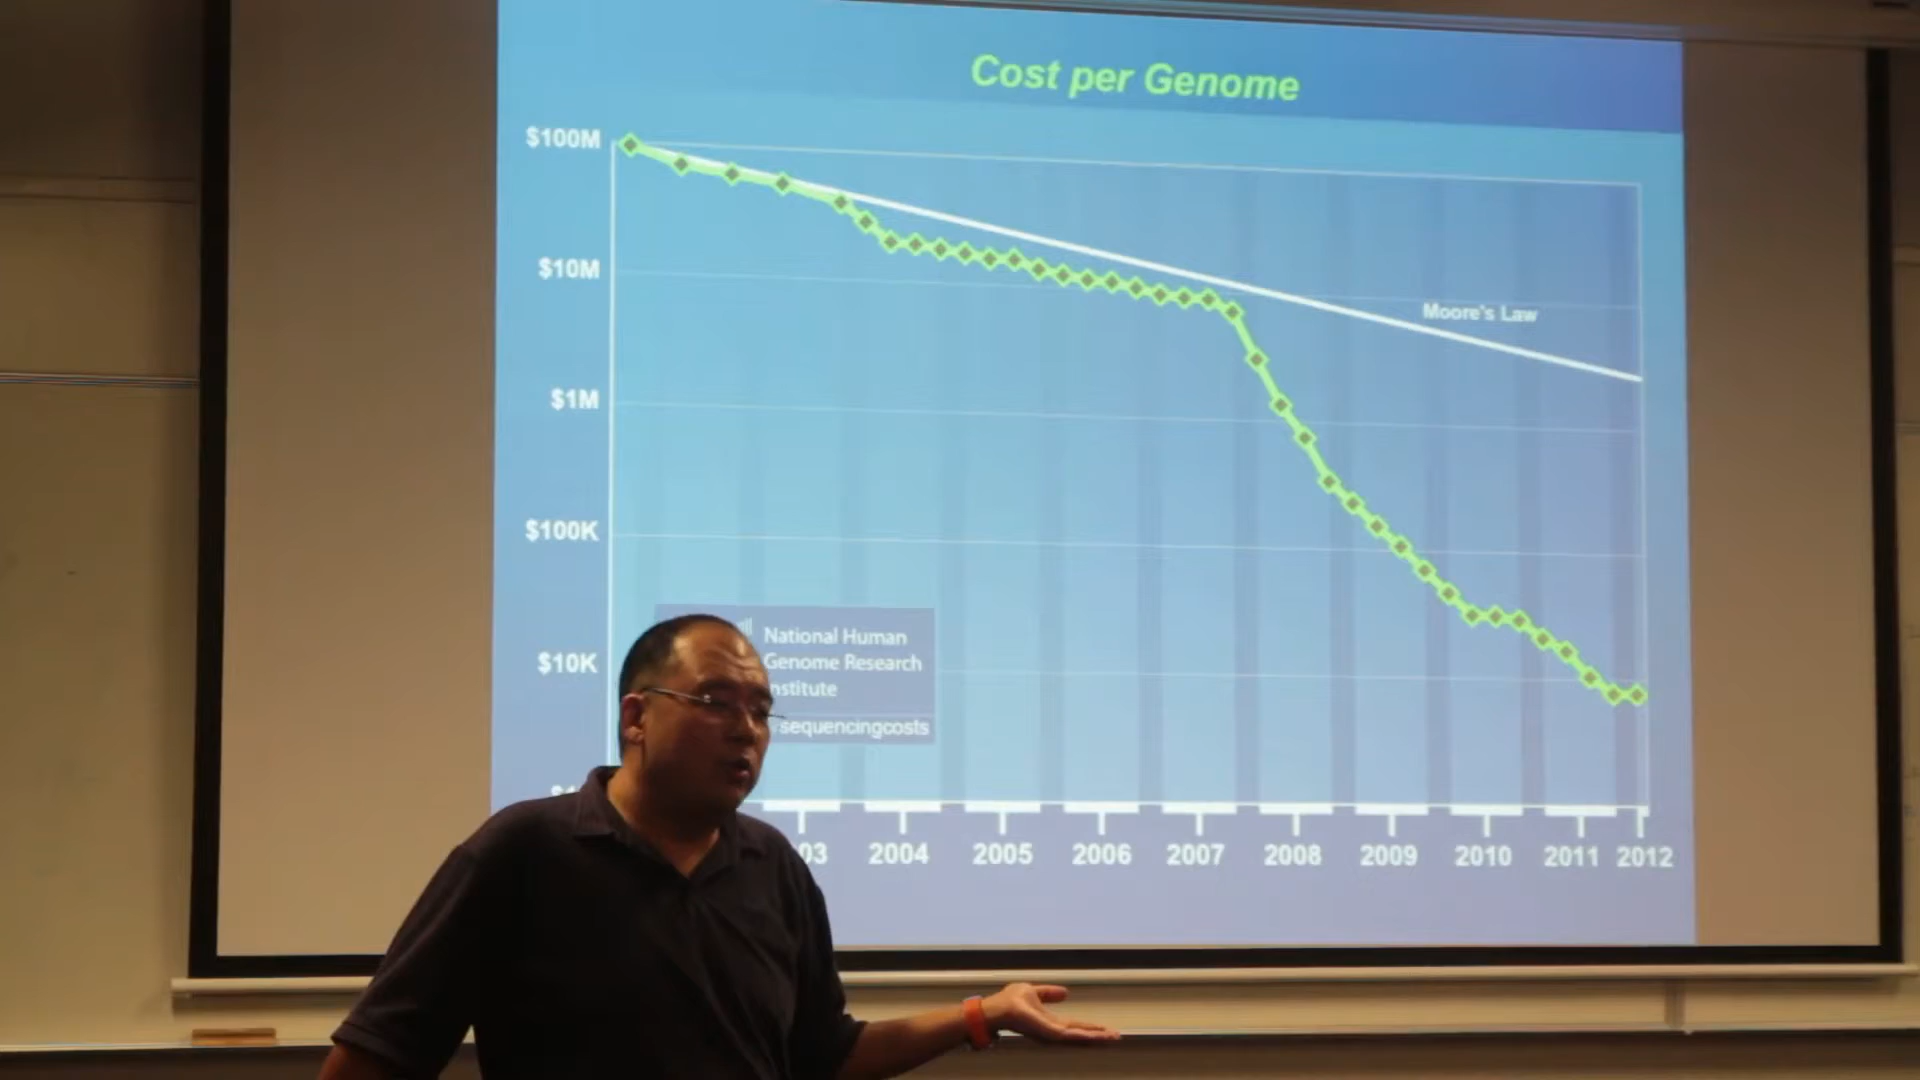 Cost per Genome
$100M
$10M
$1M
$100K
$10K
Moore's Law
National Human
Genome Research
nstitute
sequencingcosts
03 2004 2005 2006 2007 2008 2009 2010 2011 2012